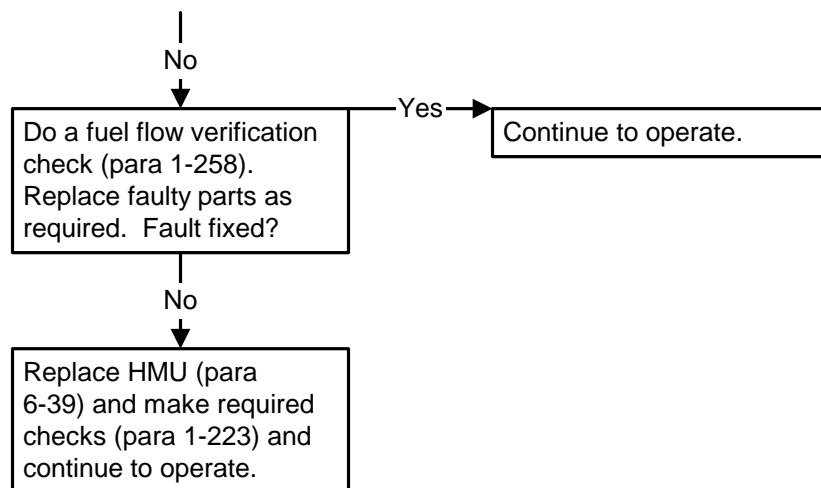 No
Yes
Do a fuel flow verification
check (para 1-258).
Replace faulty parts as
required.  Fault fixed?
Continue to operate.
No
Replace HMU (para
6-39) and make required
checks (para 1-223) and
continue to operate.